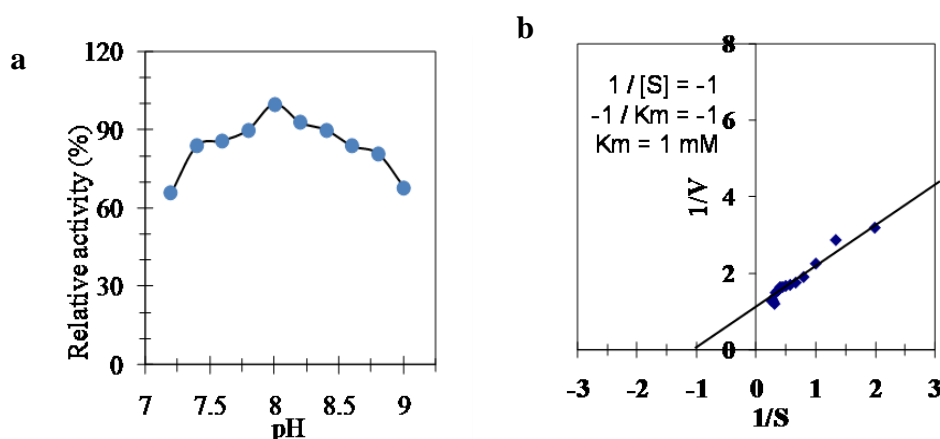 a
Relative activity (%)
120
90
60
30
0
7 7.5 8 8.5 9
pH
b
1 / [S] = -1
-1 / Km = -1
Km = 1 mM
1/V
8
6
4
2
0
-3 -2 -1 0 1 2 3
1/S